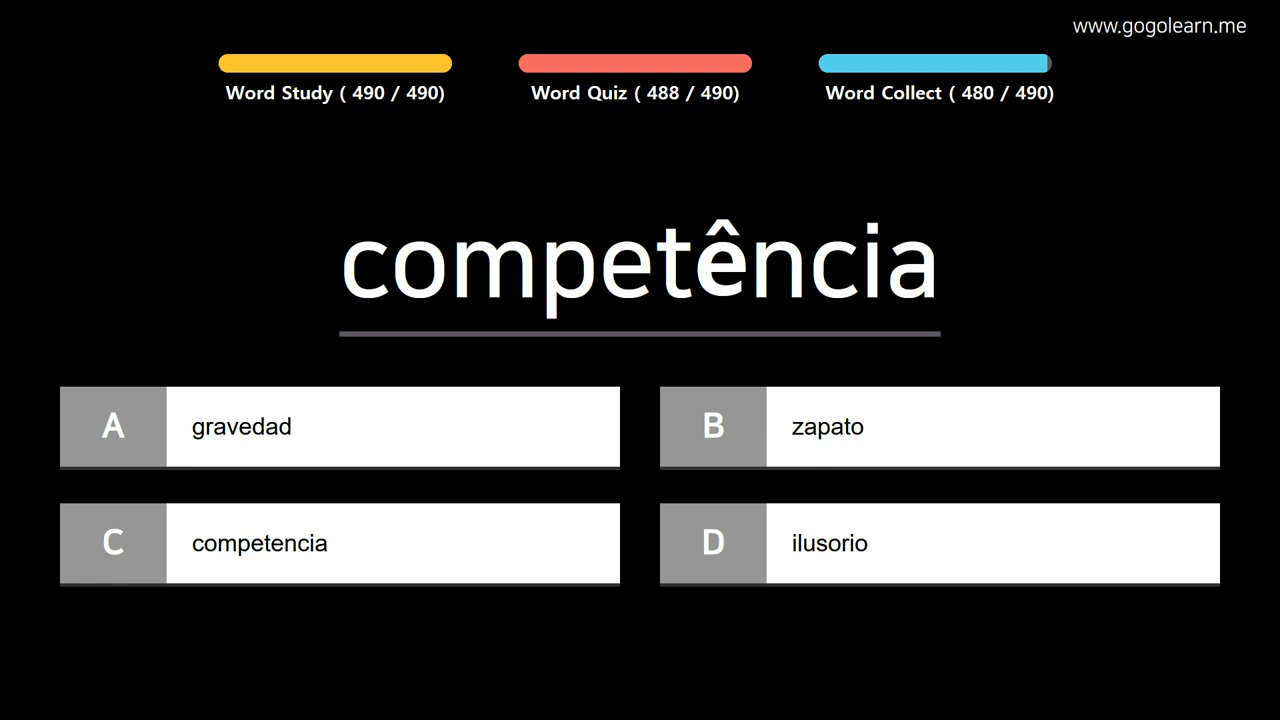 www.gogolearn.me
Word Study ( 490 / 490)
Word Quiz ( 488 / 490)
Word Collect ( 480 / 490)
competência
A
gravedad
B
zapato
C
competencia
D
ilusorio